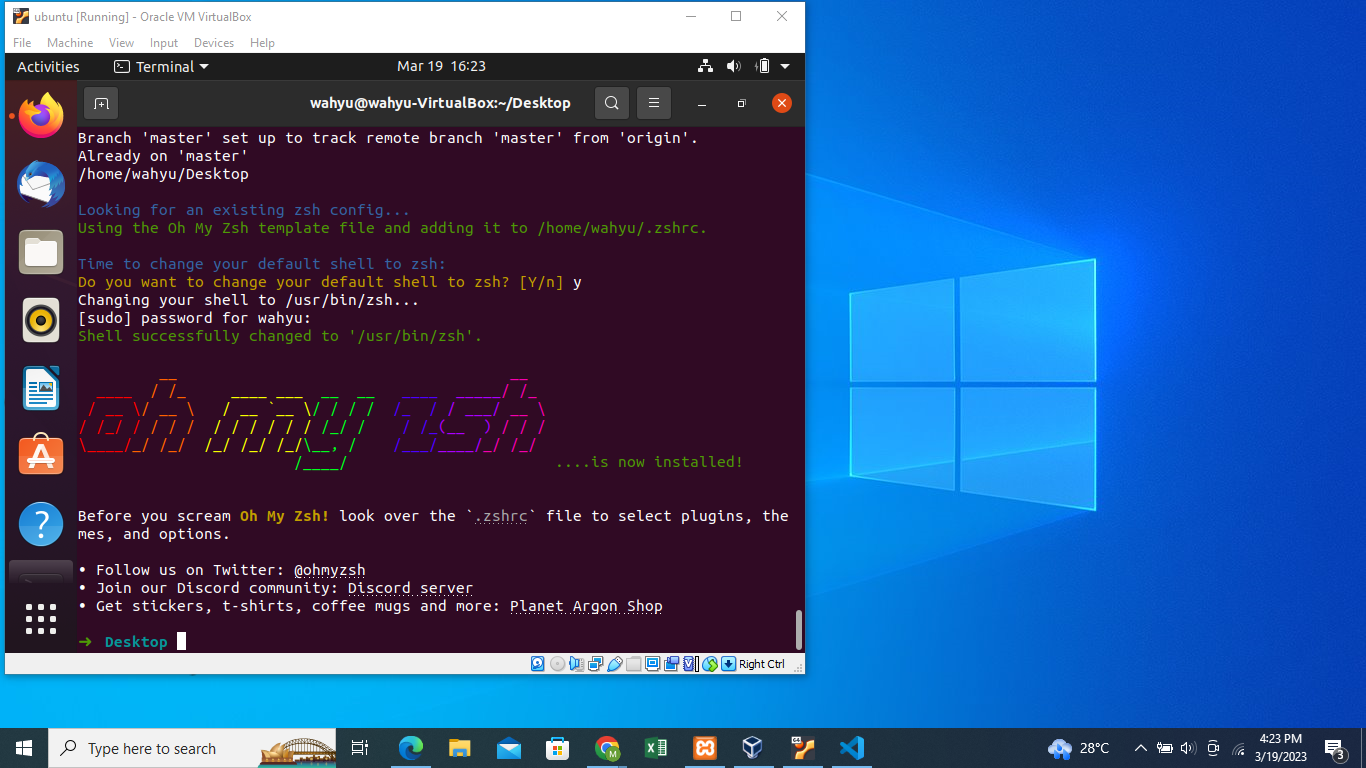 ubuntu [Running] - Oracle VM VirtualBox
File Machine View Input Devices Help
Activities Terminal Mar 19 16:23
wahyu@wahyu-VirtualBox:~/Desktop
Branch 'master' set up to track remote branch 'master' from 'origin'.
Already on 'master'
/home/wahyu/Desktop
Looking for an existing zsh config...
Using the Oh My Zsh template file and adding it to /home/wahyu/.zshrc.
Time to change your default shell to zsh:
Do you want to change your default shell to zsh? [Y/n] y
Changing your shell to /usr/bin/zsh...
[sudo] password for wahyu:
Shell successfully changed to '/usr/bin/zsh'.
oh my zsh
....is now installed!
Before you scream Oh My Zsh! look over the `.zshrc` file to select plugins, the
mes, and options.
• Follow us on Twitter: @ohmyzsh
• Join our Discord community: Discord server
• Get stickers, t-shirts, coffee mugs and more: Planet Argon Shop
➜ Desktop
Right Ctrl
Type here to search
28°C
4:23 PM
3/19/2023
3